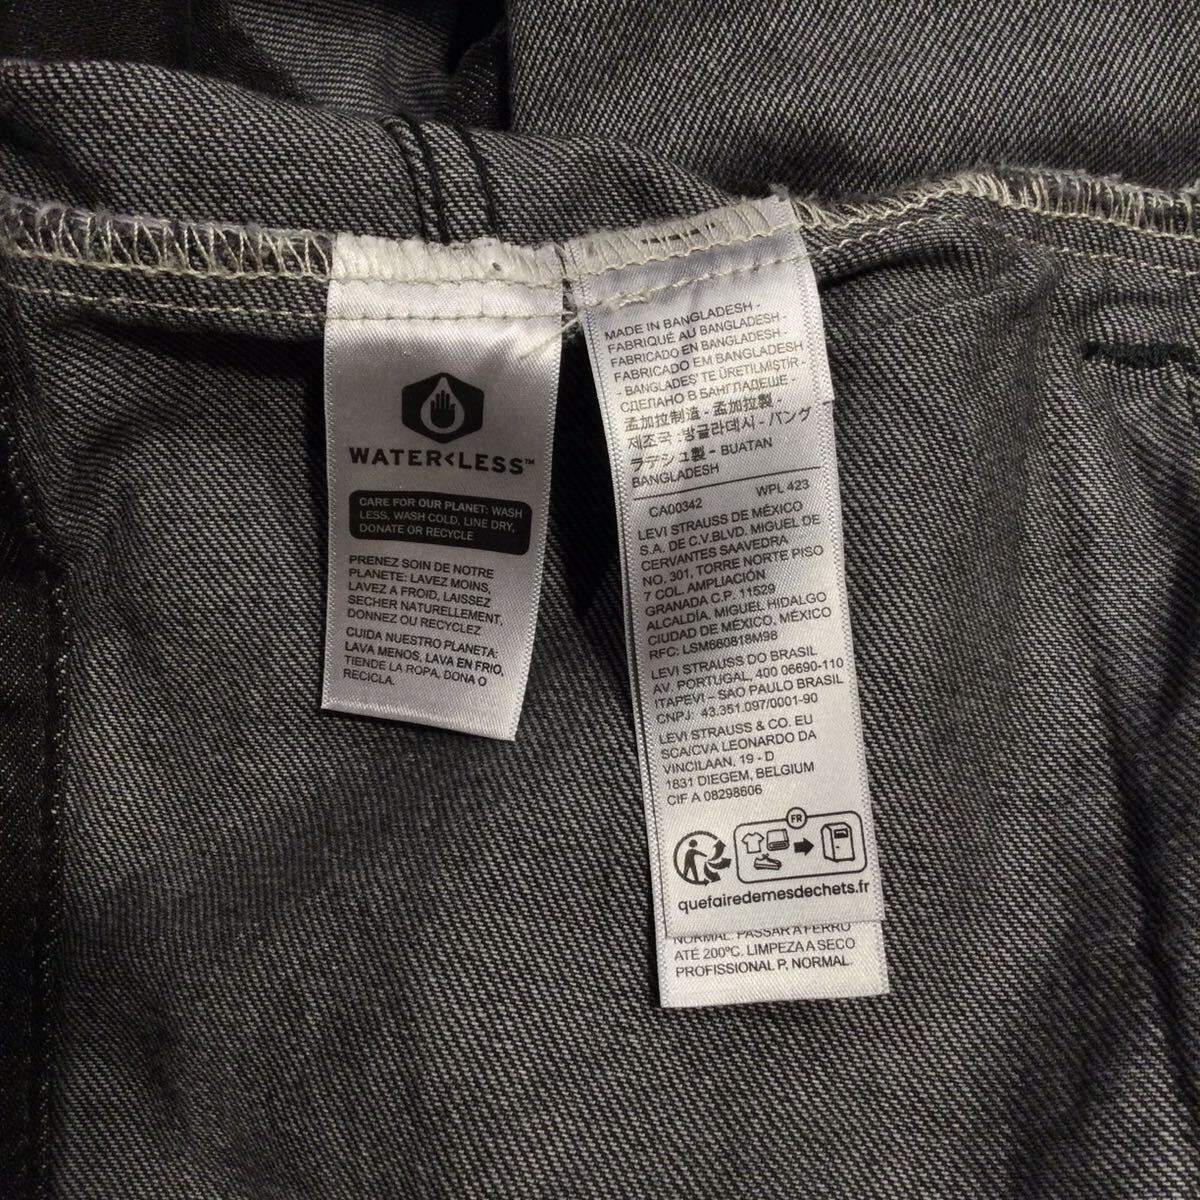 WATER<LESS™
CARE FOR OUR PLANET: WASH
LESS, WASH COLD, LINE DRY,
DONATE OR RECYCLE
PRENEZ SOIN DE NOTRE
PLANETE: LAVEZ MOINS,
LAVEZ A FROID, LAISSEZ
SECHER NATURELLEMENT,
DONNEZ OU RECYCLEZ
CUIDA NUESTRO PLANETA:
LAVA MENOS, LAVA EN FRIO,
TIENDE LA ROPA, DONA O
RECICLA.
MADE IN BANGLADESH -
FABRIQUÉ AU BANGLADESH -
FABRICADO EN BANGLADESH -
FABRICADO EM BANGLADESH
- BANGLADEŞ'TE ÜRETİLMİŞTİR -
СДЕЛАНО В БАНГЛАДЕШЕ -
孟加拉制造 - 孟加拉製 -
제조국 :방글라데시 - バング
ラデシュ製 - BUATAN
BANGLADESH
CA00342 WPL 423
LEVI STRAUSS DE MÉXICO
S.A. DE C.V.BLVD. MIGUEL DE
CERVANTES SAAVEDRA
NO. 301, TORRE NORTE PISO
7 COL. AMPLIACIÓN
GRANADA C.P. 11529
ALCALDÍA. MIGUEL HIDALGO
CIUDAD DE MÉXICO, MÉXICO
RFC: LSM660818M98
LEVI STRAUSS DO BRASIL
AV. PORTUGAL, 400 06690-110
ITAPEVI – SAO PAULO BRASIL
CNPJ: 43.351.097/0001-90
LEVI STRAUSS & CO. EU
SCA/CVA LEONARDO DA
VINCILAAN, 19 - D
1831 DIEGEM, BELGIUM
CIF A 08298606
FR
quefairedemesdechets.fr
NORMAL. PASSAR A FERRO
ATÉ 200ºC. LIMPEZA A SECO
PROFISSIONAL P, NORMAL.